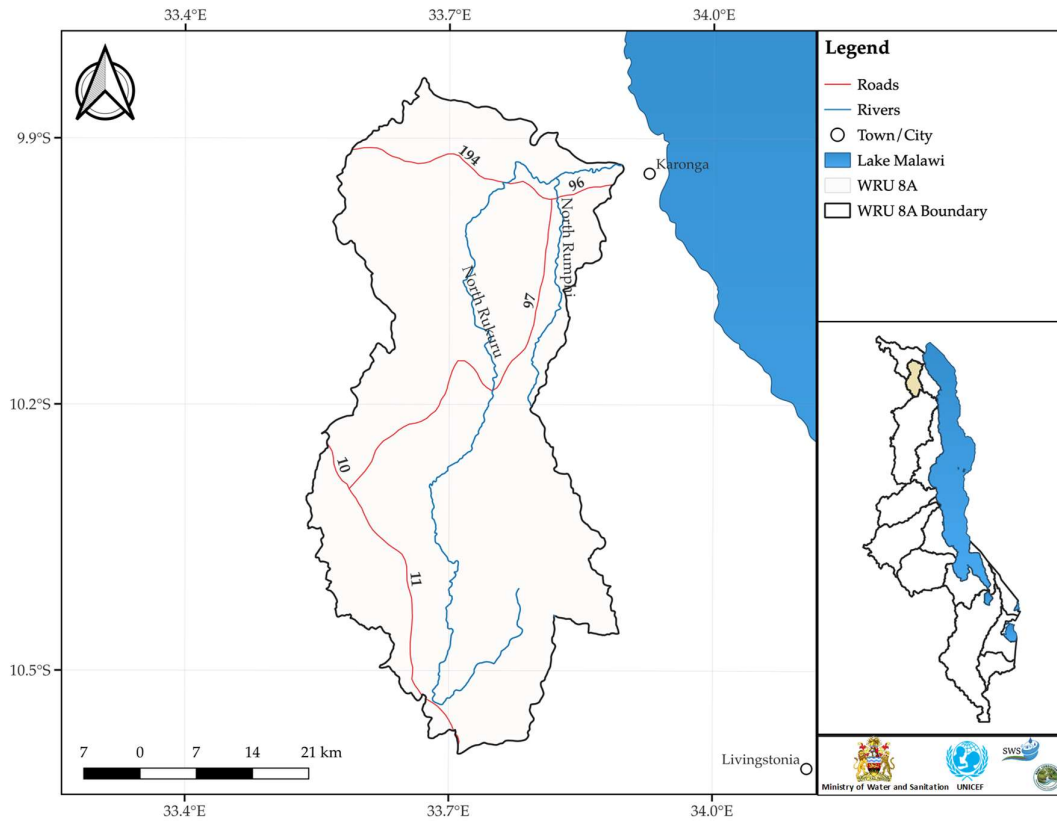 33.4°E
33.7°E
34.0°E
9.9°S
10.2°S
10.5°S
194
96
Karonga
North Rumphi
North Rukuru
97
10
11
7 0 7 14 21 km
Livingstonia
33.4°E
33.7°E
34.0°E
Legend
Roads
Rivers
Town/City
Lake Malawi
WRU 8A
WRU 8A Boundary
SWS
Ministry of Water and Sanitation
UNICEF